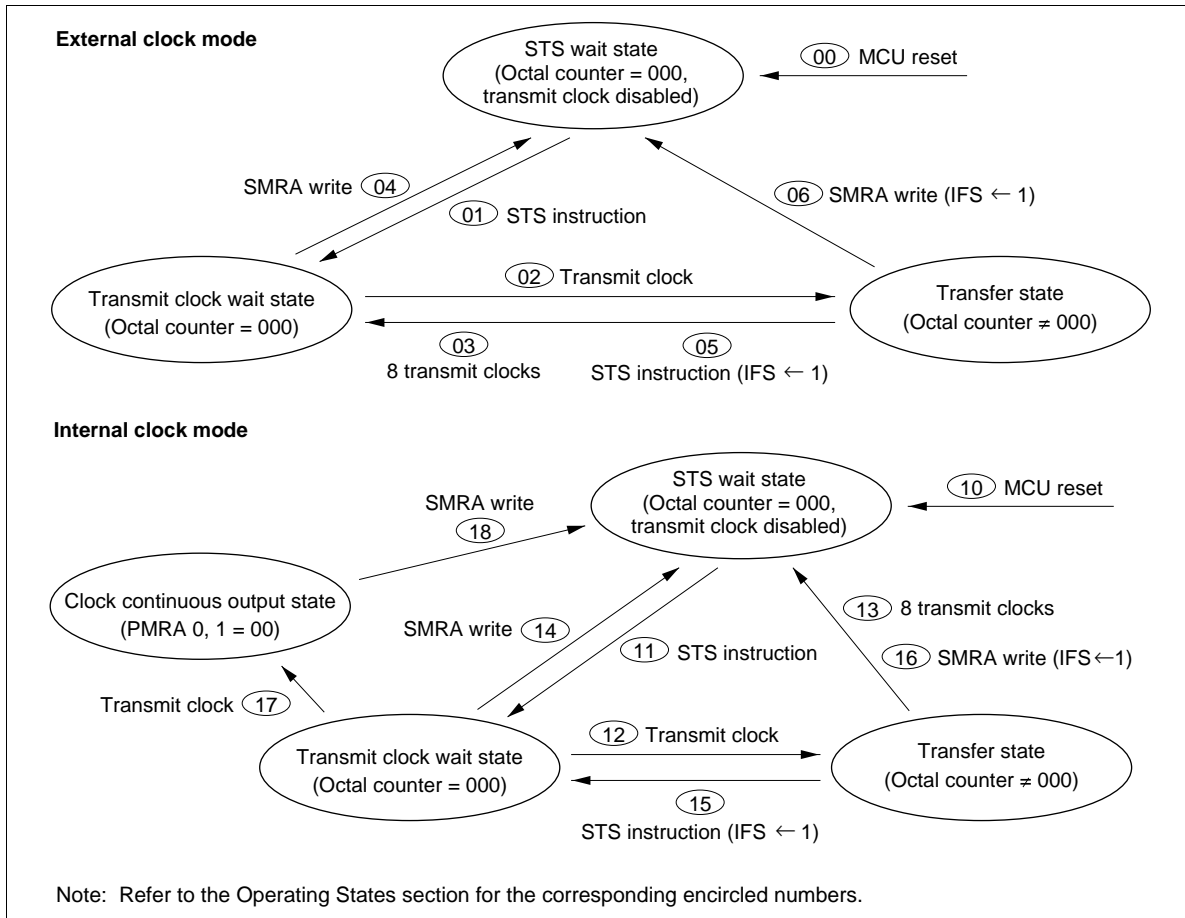 External clock mode
STS wait state
(Octal counter = 000,
transmit clock disabled)
00 MCU reset
SMRA write 04
01 STS instruction
06 SMRA write (IFS ← 1)
02 Transmit clock
Transmit clock wait state
(Octal counter = 000)
Transfer state
(Octal counter ≠ 000)
03
8 transmit clocks
05
STS instruction (IFS ← 1)
Internal clock mode
STS wait state
(Octal counter = 000,
transmit clock disabled)
10 MCU reset
SMRA write
18
Clock continuous output state
(PMRA 0, 1 = 00)
SMRA write 14
11 STS instruction
13 8 transmit clocks
16 SMRA write (IFS ←1)
Transmit clock 17
12 Transmit clock
Transmit clock wait state
(Octal counter = 000)
Transfer state
(Octal counter ≠ 000)
15
STS instruction (IFS ← 1)
Note: Refer to the Operating States section for the corresponding encircled numbers.